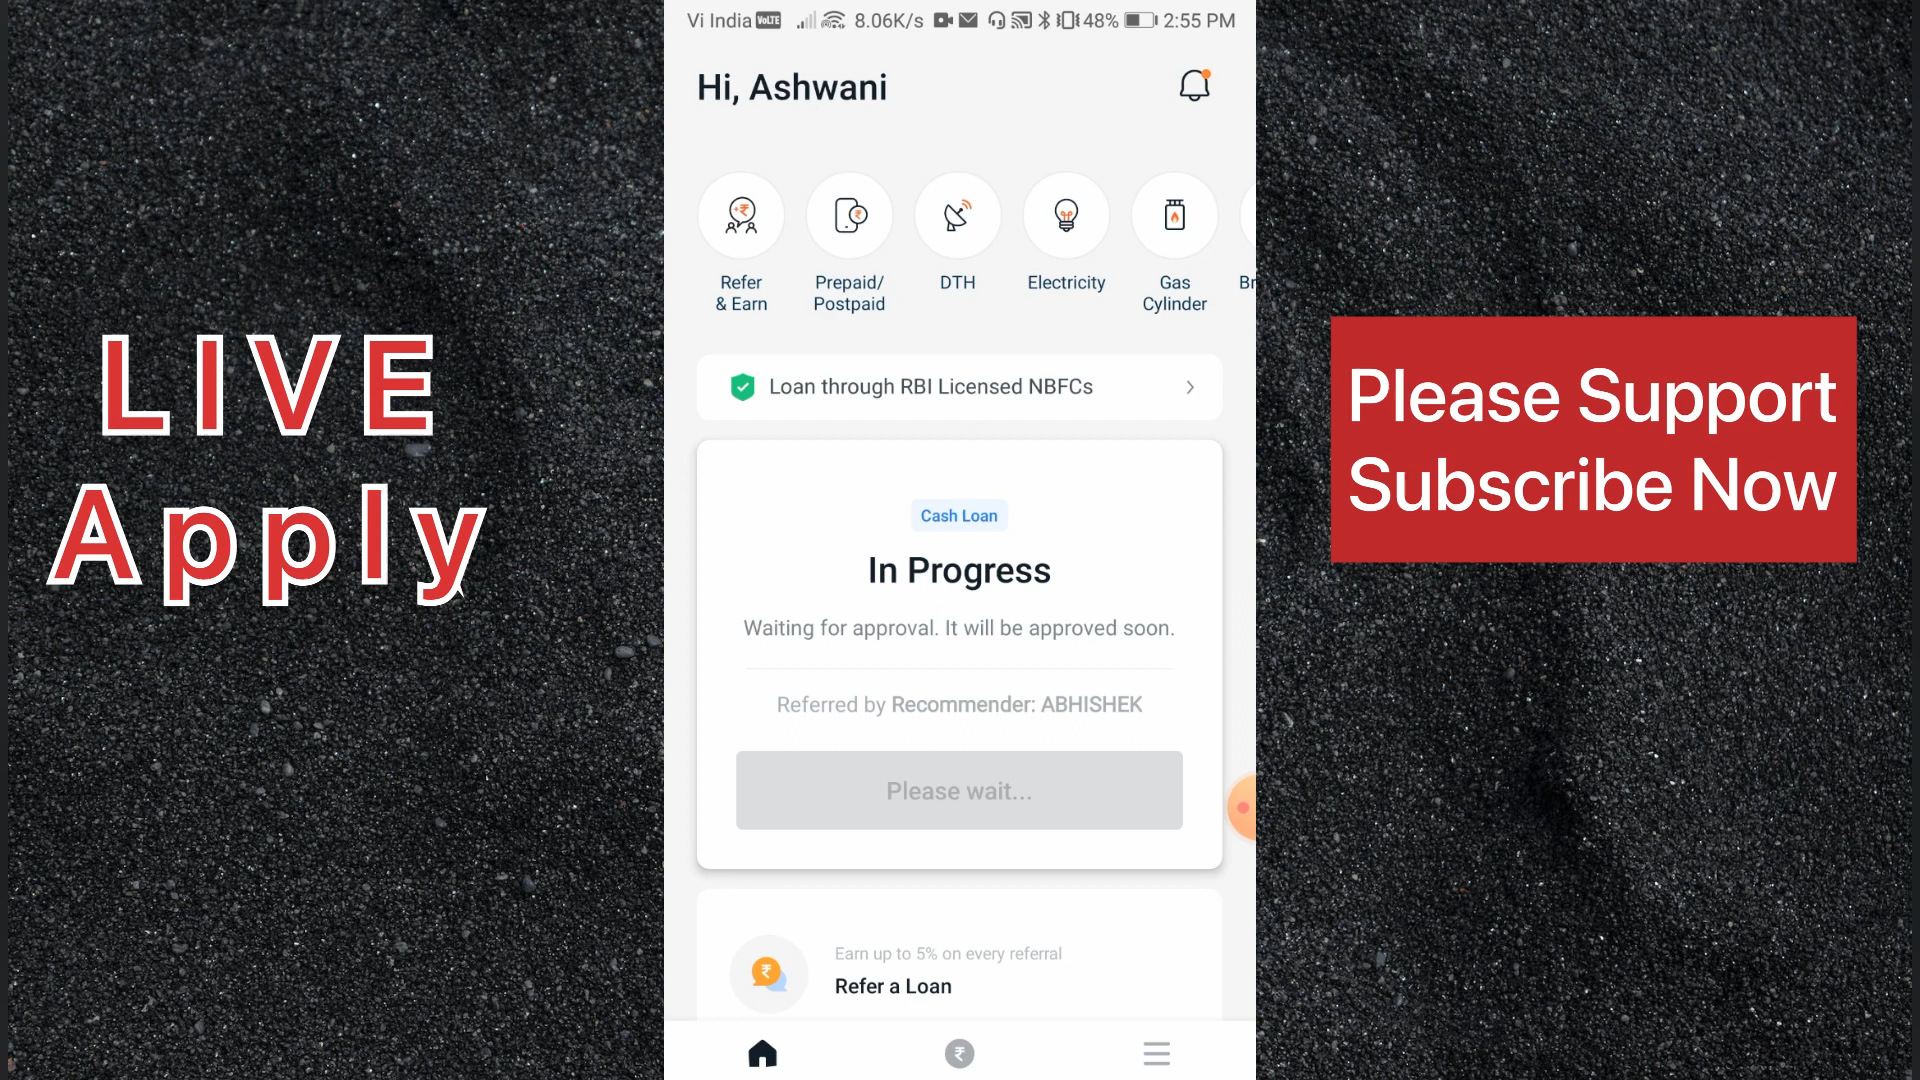 Vi India VoLTE 8.06K/s 48% 2:55 PM
Hi, Ashwani
Refer
& Earn
Prepaid/
Postpaid
DTH
Electricity
Gas
Cylinder
Br
Loan through RBI Licensed NBFCs
Cash Loan
In Progress
Waiting for approval. It will be approved soon.
Referred by Recommender: ABHISHEK
Please wait...
Earn up to 5% on every referral
Refer a Loan
LIVE
Apply
Please Support
Subscribe Now